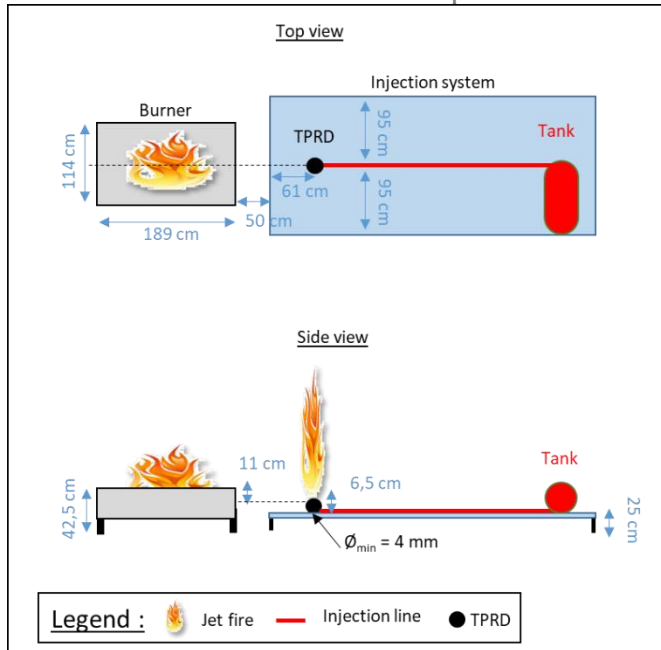 Top view
Injection system
Burner
TPRD
Tank
95 cm
114 cm
61 cm
95 cm
50 cm
189 cm
Side view
Tank
11 cm
6,5 cm
42,5 cm
25 cm
Ømin = 4 mm
Legend : Jet fire Injection line TPRD